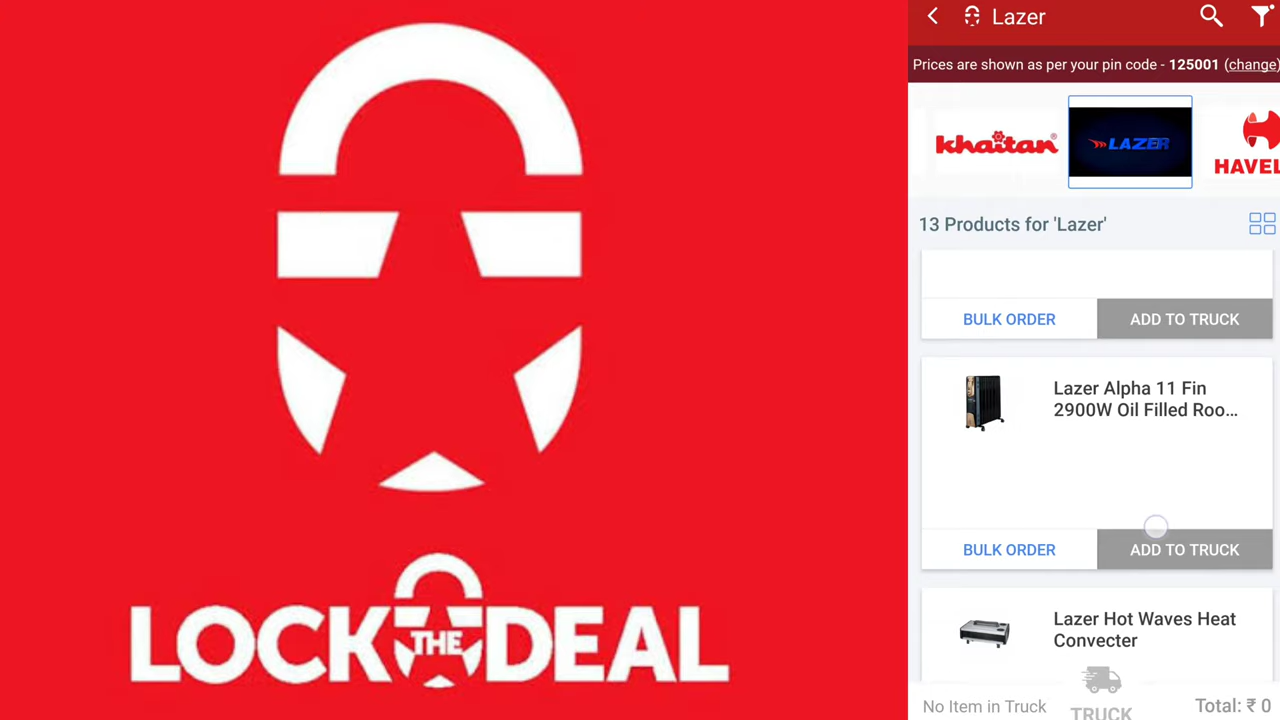 LOCK THE DEAL
Lazer
Prices are shown as per your pin code - 125001 (change)
khaitan®
LAZER
HAVEL
13 Products for 'Lazer'
BULK ORDER
ADD TO TRUCK
Lazer Alpha 11 Fin
2900W Oil Filled Roo...
BULK ORDER
ADD TO TRUCK
Lazer Hot Waves Heat
Convecter
No Item in Truck
TRUCK
Total: ₹ 0